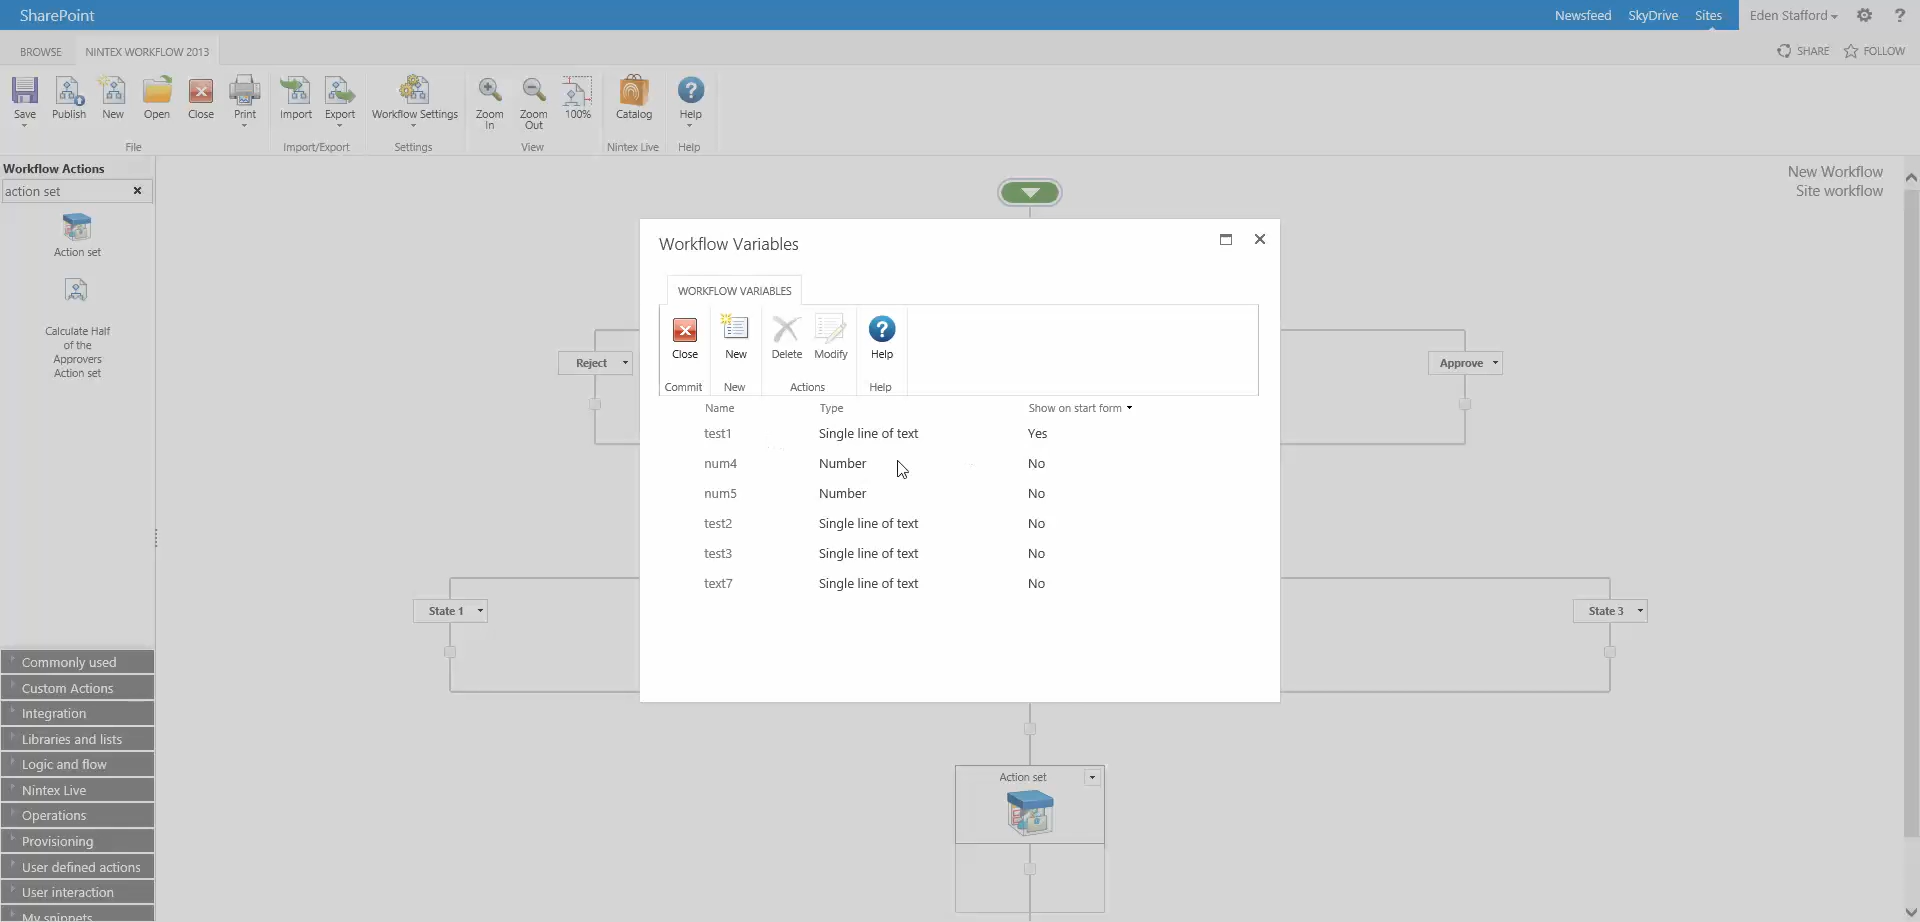 SharePoint
Newsfeed SkyDrive Sites Eden Stafford ?
BROWSE NINTEX WORKFLOW 2013 SHARE FOLLOW
Save Publish New Open Close Print Import Export Workflow Settings Zoom In Zoom Out 100% Catalog Help
File Import/Export Settings View Nintex Live Help
Workflow Actions
action set
Action set
Calculate Half
of the
Approvers
Action set
Commonly used
Custom Actions
Integration
Libraries and lists
Logic and flow
Nintex Live
Operations
Provisioning
User defined actions
User interaction
My snippets
New Workflow
Site workflow
Reject
Approve
State 1
State 3
Action set
Workflow Variables
WORKFLOW VARIABLES
Close New Delete Modify Help
Commit New Actions Help
Name Type Show on start form
test1 Single line of text Yes
num4 Number No
num5 Number No
test2 Single line of text No
test3 Single line of text No
text7 Single line of text No